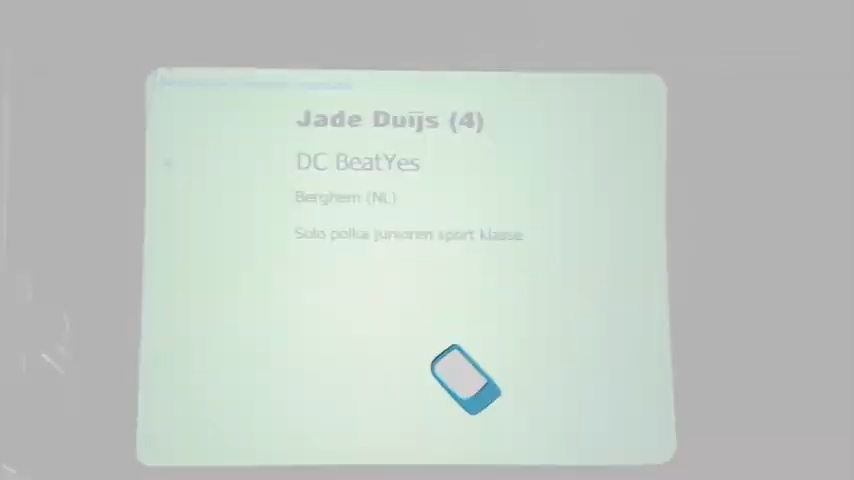 Jade Duijs (4)
DC BeatYes
Berghem (NL)
Solo polka junioren sport klasse